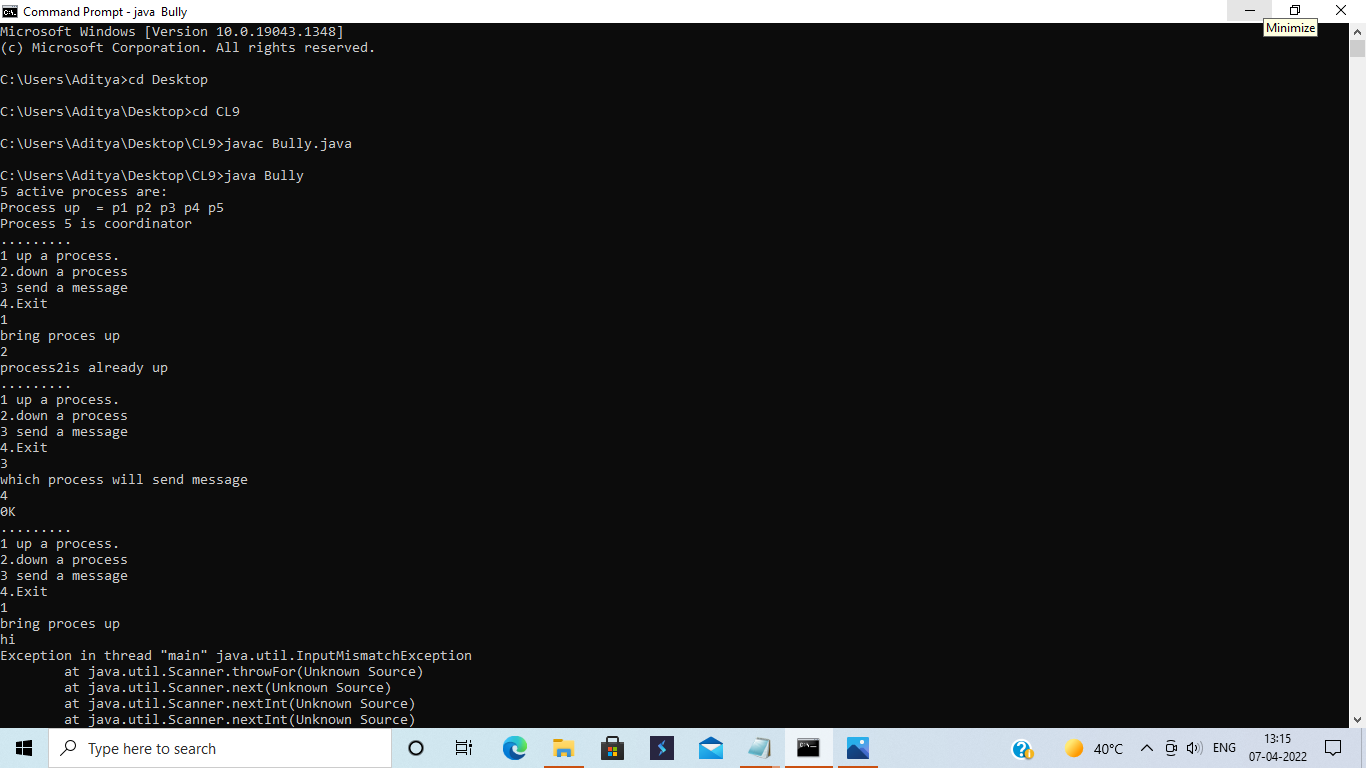 Command Prompt - java  Bully
Minimize
Microsoft Windows [Version 10.0.19043.1348]
(c) Microsoft Corporation. All rights reserved.
C:\Users\Aditya>cd Desktop
C:\Users\Aditya\Desktop>cd CL9
C:\Users\Aditya\Desktop\CL9>javac Bully.java
C:\Users\Aditya\Desktop\CL9>java Bully
5 active process are:
Process up  = p1 p2 p3 p4 p5
Process 5 is coordinator
.........
1 up a process.
2.down a process
3 send a message
4.Exit
1
bring proces up
2
process2is already up
.........
1 up a process.
2.down a process
3 send a message
4.Exit
3
which process will send message
4
0K
.........
1 up a process.
2.down a process
3 send a message
4.Exit
1
bring proces up
hi
Exception in thread "main" java.util.InputMismatchException
        at java.util.Scanner.throwFor(Unknown Source)
        at java.util.Scanner.next(Unknown Source)
        at java.util.Scanner.nextInt(Unknown Source)
        at java.util.Scanner.nextInt(Unknown Source)
Type here to search
40°C
ENG
13:15
07-04-2022